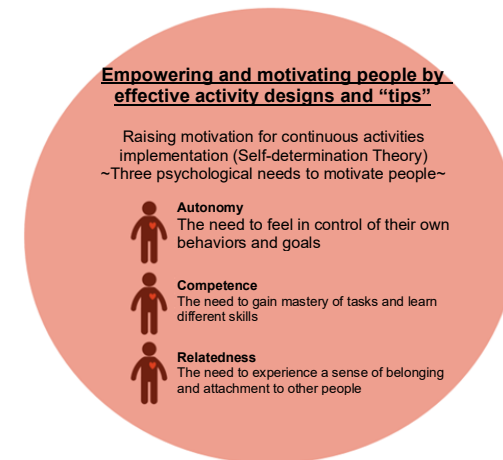 Empowering and motivating people by
effective activity designs and “tips”
Raising motivation for continuous activities
implementation (Self-determination Theory)
~Three psychological needs to motivate people~
Autonomy
The need to feel in control of their own
behaviors and goals
Competence
The need to gain mastery of tasks and learn
different skills
Relatedness
The need to experience a sense of belonging
and attachment to other people